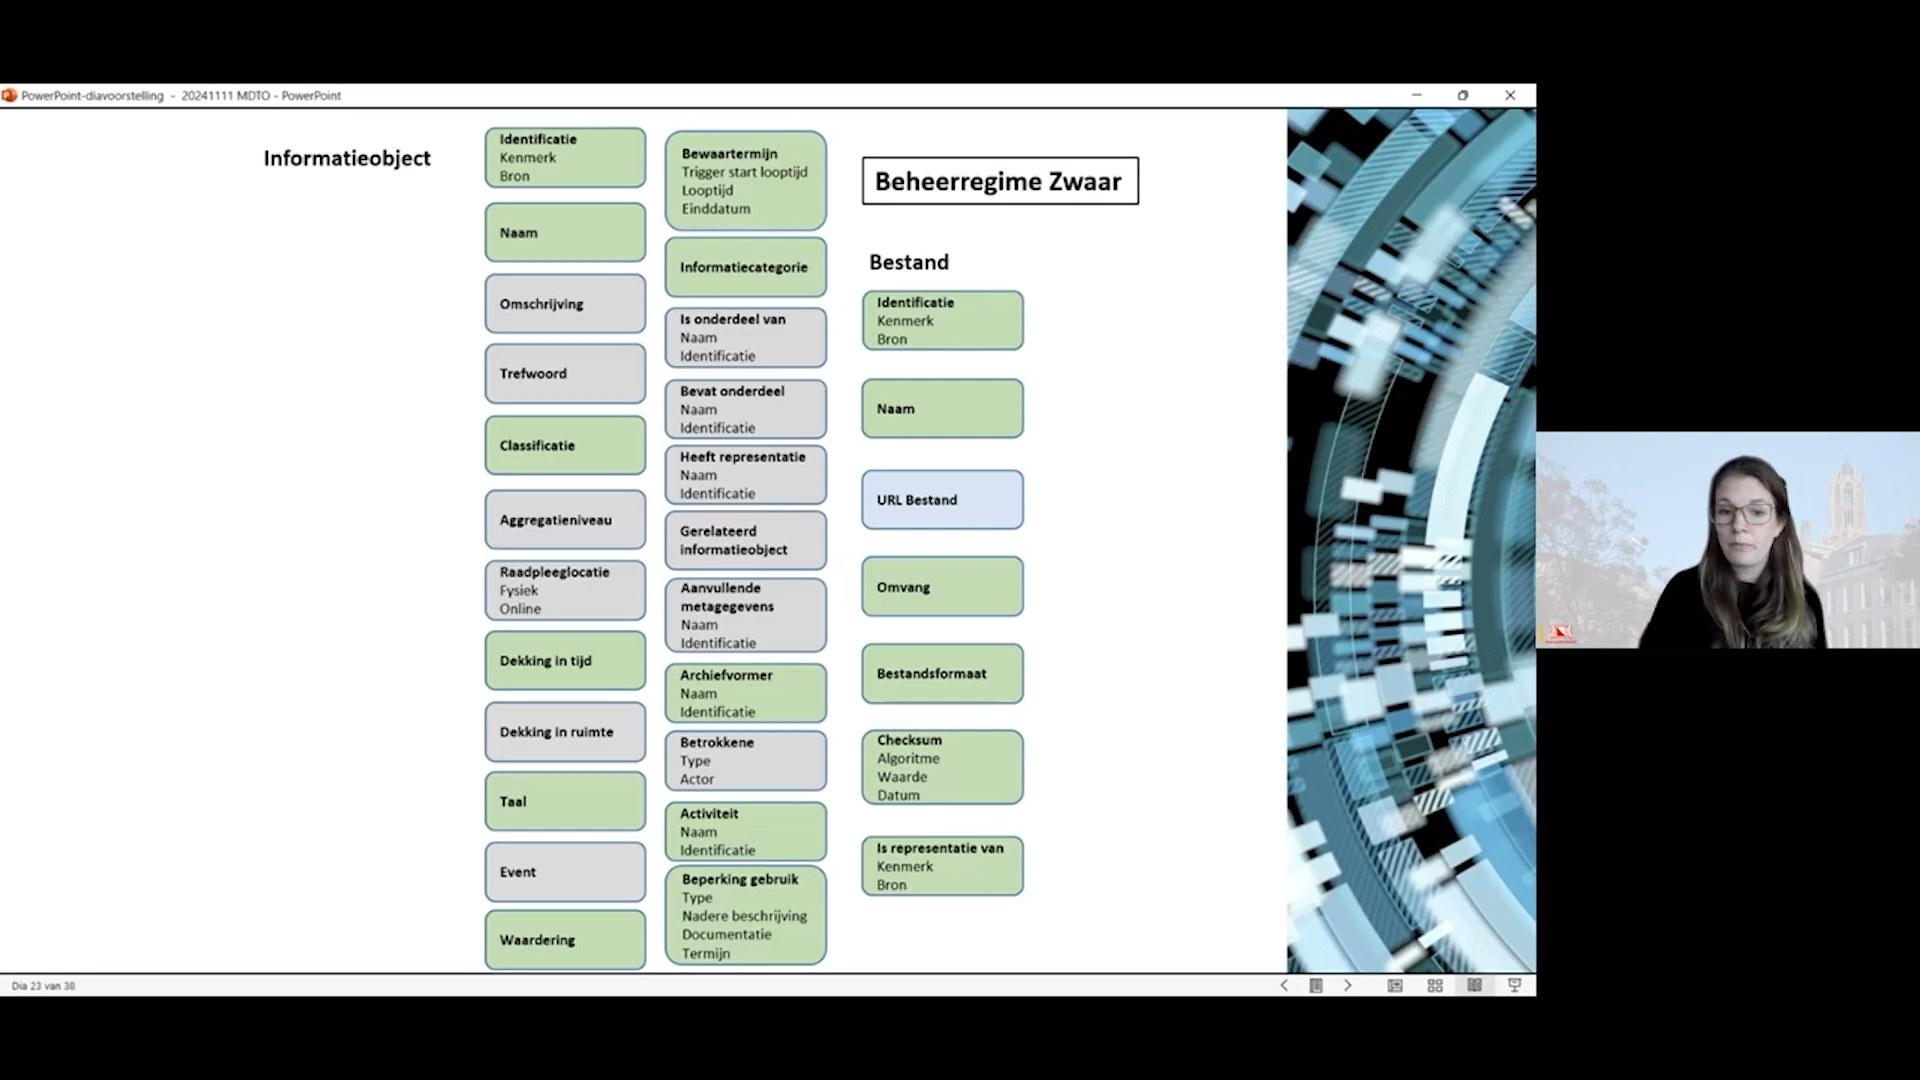 PowerPoint-diavoorstelling - 20241111 MDTO - PowerPoint
Informatieobject
Identificatie
Kenmerk
Bron
Naam
Omschrijving
Trefwoord
Classificatie
Aggregatieniveau
Raadpleeglocatie
Fysiek
Online
Dekking in tijd
Dekking in ruimte
Taal
Event
Waardering
Bewaartermijn
Trigger start looptijd
Looptijd
Einddatum
Informatiecategorie
Is onderdeel van
Naam
Identificatie
Bevat onderdeel
Naam
Identificatie
Heeft representatie
Naam
Identificatie
Gerelateerd
informatieobject
Aanvullende
metagegevens
Naam
Identificatie
Archiefvormer
Naam
Identificatie
Betrokkene
Type
Actor
Activiteit
Naam
Identificatie
Beperking gebruik
Type
Nadere beschrijving
Documentatie
Termijn
Beheerregime Zwaar
Bestand
Identificatie
Kenmerk
Bron
Naam
URL Bestand
Omvang
Bestandsformaat
Checksum
Algoritme
Waarde
Datum
Is representatie van
Kenmerk
Bron
Dia 23 van 38